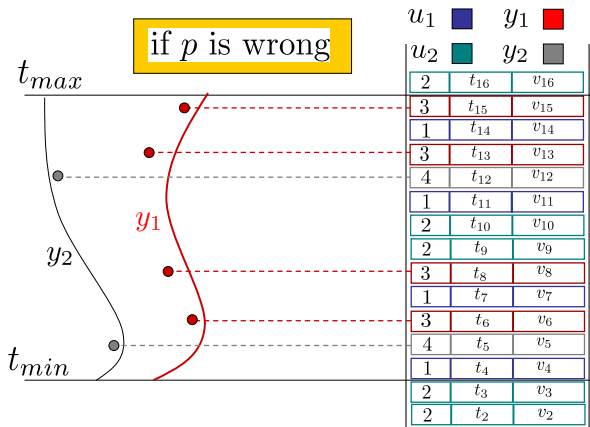 if p is wrong
u₁ y₁
u₂ y₂
t_max
y₁
y₂
t_min
2 t₁₆ v₁₆
3 t₁₅ v₁₅
1 t₁₄ v₁₄
3 t₁₃ v₁₃
4 t₁₂ v₁₂
1 t₁₁ v₁₁
2 t₁₀ v₁₀
2 t₉ v₉
3 t₈ v₈
1 t₇ v₇
3 t₆ v₆
4 t₅ v₅
1 t₄ v₄
2 t₃ v₃
2 t₂ v₂